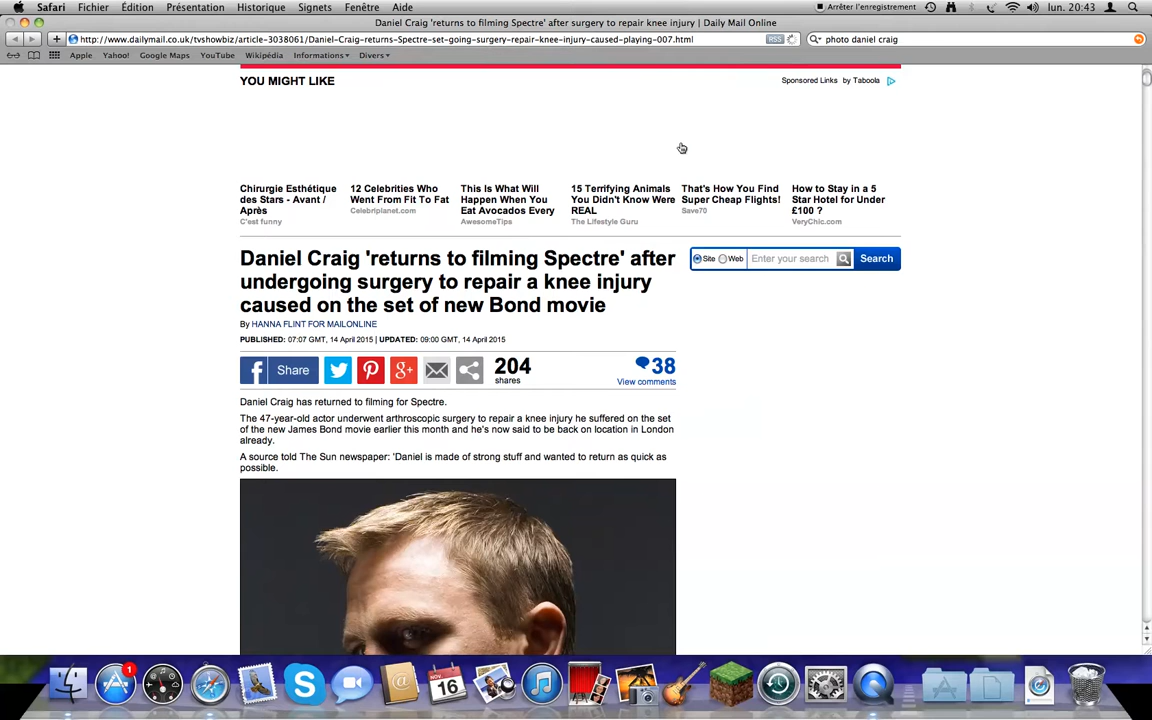 Safari Fichier Édition Présentation Historique Signets Fenêtre Aide Arrêter l'enregistrement lun. 20:43
Daniel Craig 'returns to filming Spectre' after surgery to repair knee injury | Daily Mail Online
http://www.dailymail.co.uk/tvshowbiz/article-3038061/Daniel-Craig-returns-Spectre-set-going-surgery-repair-knee-injury-caused-playing-007.html RSS photo daniel craig
Apple Yahoo! Google Maps YouTube Wikipédia Informations Divers
YOU MIGHT LIKE
Sponsored Links by Taboola
Chirurgie Esthétique
des Stars - Avant /
Après
C'est funny
12 Celebrities Who
Went From Fit To Fat
Celebriplanet.com
This Is What Will
Happen When You
Eat Avocados Every
AwesomeTips
15 Terrifying Animals
You Didn't Know Were
REAL
The Lifestyle Guru
That's How You Find
Super Cheap Flights!
Save70
How to Stay in a 5
Star Hotel for Under
£100 ?
VeryChic.com
Daniel Craig 'returns to filming Spectre' after
undergoing surgery to repair a knee injury
caused on the set of new Bond movie
Site Web Enter your search Search
By HANNA FLINT FOR MAILONLINE
PUBLISHED: 07:07 GMT, 14 April 2015 | UPDATED: 09:00 GMT, 14 April 2015
f Share
g+
204
shares
38
View comments
Daniel Craig has returned to filming for Spectre.
The 47-year-old actor underwent arthroscopic surgery to repair a knee injury he suffered on the set
of the new James Bond movie earlier this month and he's now said to be back on location in London
already.
A source told The Sun newspaper: 'Daniel is made of strong stuff and wanted to return as quick as
possible.
1
S
@
NOV.
16